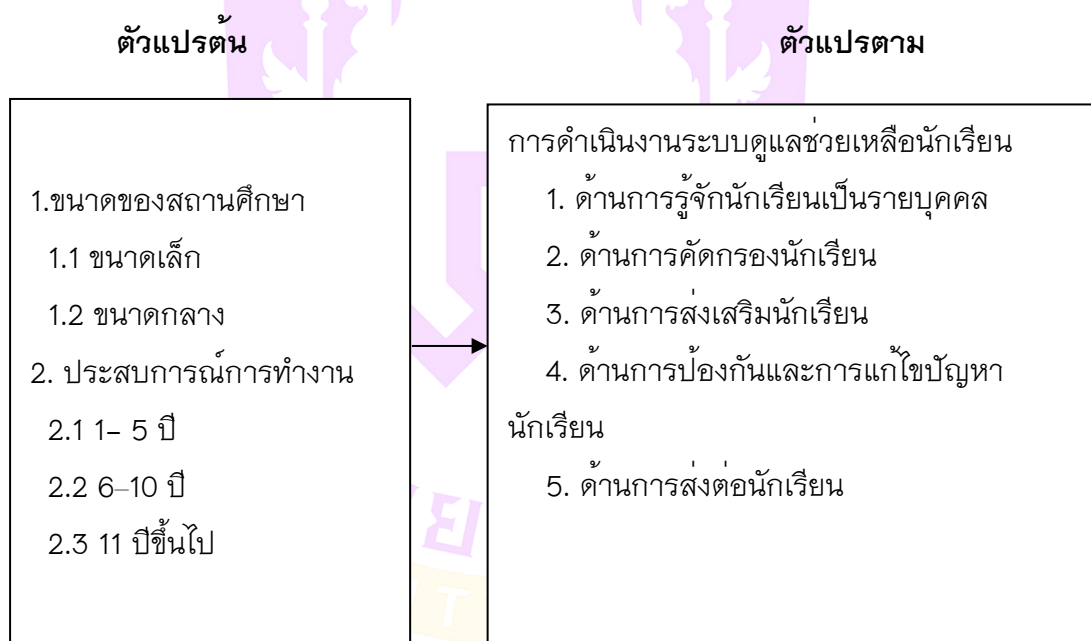 ตัวแปรต้น
ตัวแปรตาม
1.ขนาดของสถานศึกษา
1.1 ขนาดเล็ก
1.2 ขนาดกลาง
2. ประสบการณ์การทำงาน
2.1 1– 5 ปี
2.2 6–10 ปี
2.3 11 ปีขึ้นไป
การดำเนินงานระบบดูแลช่วยเหลือนักเรียน
1. ด้านการรู้จักนักเรียนเป็นรายบุคคล
2. ด้านการคัดกรองนักเรียน
3. ด้านการส่งเสริมนักเรียน
4. ด้านการป้องกันและการแก้ไขปัญหา
นักเรียน
5. ด้านการส่งต่อนักเรียน